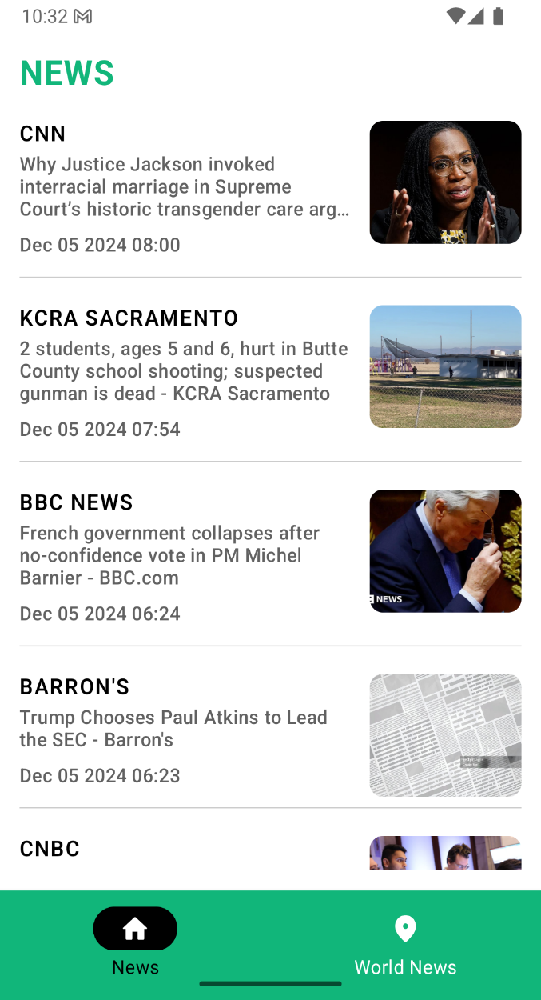 10:32
NEWS
CNN
Why Justice Jackson invoked
interracial marriage in Supreme
Court’s historic transgender care arg…
Dec 05 2024 08:00
KCRA SACRAMENTO
2 students, ages 5 and 6, hurt in Butte
County school shooting; suspected
gunman is dead - KCRA Sacramento
Dec 05 2024 07:54
BBC NEWS
French government collapses after
no-confidence vote in PM Michel
Barnier - BBC.com
NEWS
Dec 05 2024 06:24
BARRON'S
Trump Chooses Paul Atkins to Lead
the SEC - Barron's
Dec 05 2024 06:23
CNBC
News
World News